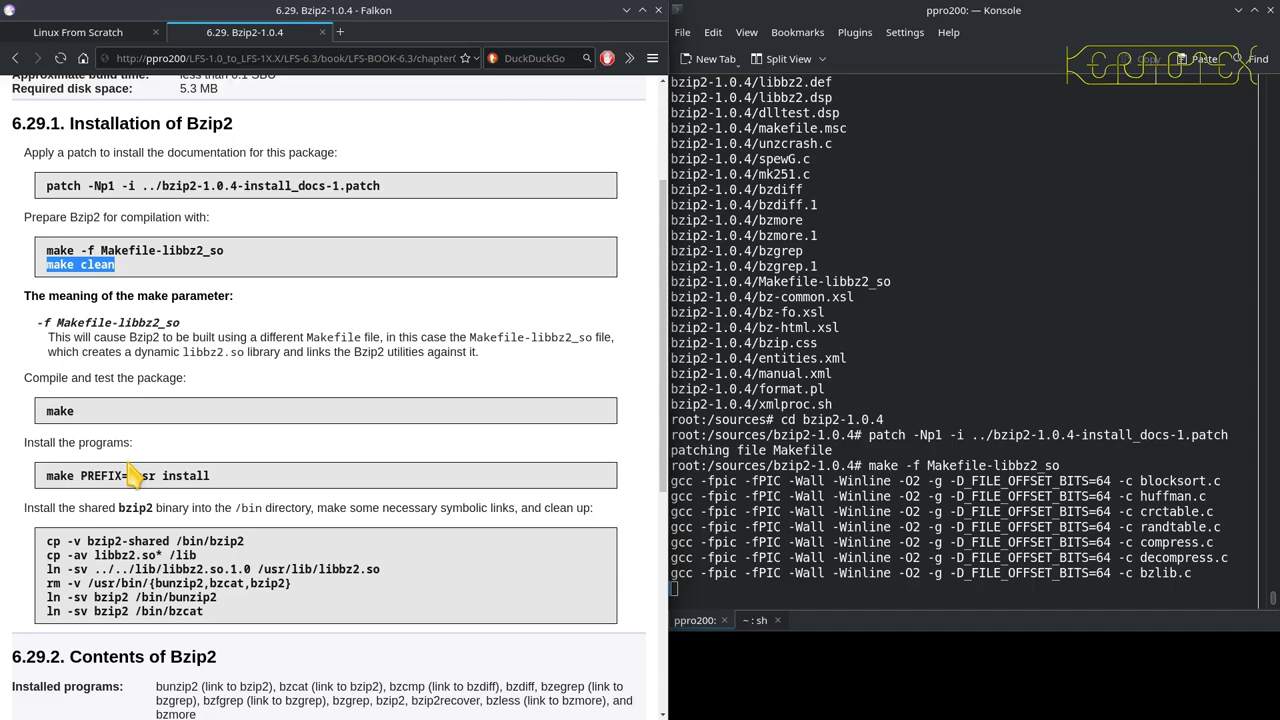 6.29. Bzip2-1.0.4 - Falkon
Linux From Scratch
6.29. Bzip2-1.0.4
http://ppro200/LFS-1.0_to_LFS-1X.X/LFS-6.3/book/LFS-BOOK-6.3/chapter0
DuckDuckGo
Approximate build time: less than 0.1 SBU
Required disk space: 5.3 MB
6.29.1. Installation of Bzip2
Apply a patch to install the documentation for this package:
patch -Np1 -i ../bzip2-1.0.4-install_docs-1.patch
Prepare Bzip2 for compilation with:
make -f Makefile-libbz2_so
make clean
The meaning of the make parameter:
-f Makefile-libbz2_so
This will cause Bzip2 to be built using a different Makefile file, in this case the Makefile-libbz2_so file,
which creates a dynamic libbz2.so library and links the Bzip2 utilities against it.
Compile and test the package:
make
Install the programs:
make PREFIX= sr install
Install the shared bzip2 binary into the /bin directory, make some necessary symbolic links, and clean up:
cp -v bzip2-shared /bin/bzip2
cp -av libbz2.so* /lib
ln -sv ../../lib/libbz2.so.1.0 /usr/lib/libbz2.so
rm -v /usr/bin/{bunzip2,bzcat,bzip2}
ln -sv bzip2 /bin/bunzip2
ln -sv bzip2 /bin/bzcat
6.29.2. Contents of Bzip2
Installed programs: bunzip2 (link to bzip2), bzcat (link to bzip2), bzcmp (link to bzdiff), bzdiff, bzegrep (link to
bzgrep), bzfgrep (link to bzgrep), bzgrep, bzip2, bzip2recover, bzless (link to bzmore), and
bzmore
ppro200: — Konsole
File Edit View Bookmarks Plugins Settings Help
New Tab Split View Copy Paste Find
bzip2-1.0.4/libbz2.def
bzip2-1.0.4/libbz2.dsp
bzip2-1.0.4/dlltest.dsp
bzip2-1.0.4/makefile.msc
bzip2-1.0.4/unzcrash.c
bzip2-1.0.4/spewG.c
bzip2-1.0.4/mk251.c
bzip2-1.0.4/bzdiff
bzip2-1.0.4/bzdiff.1
bzip2-1.0.4/bzmore
bzip2-1.0.4/bzmore.1
bzip2-1.0.4/bzgrep
bzip2-1.0.4/bzgrep.1
bzip2-1.0.4/Makefile-libbz2_so
bzip2-1.0.4/bz-common.xsl
bzip2-1.0.4/bz-fo.xsl
bzip2-1.0.4/bz-html.xsl
bzip2-1.0.4/bzip.css
bzip2-1.0.4/entities.xml
bzip2-1.0.4/manual.xml
bzip2-1.0.4/format.pl
bzip2-1.0.4/xmlproc.sh
root:/sources# cd bzip2-1.0.4
root:/sources/bzip2-1.0.4# patch -Np1 -i ../bzip2-1.0.4-install_docs-1.patch
patching file Makefile
root:/sources/bzip2-1.0.4# make -f Makefile-libbz2_so
gcc -fpic -fPIC -Wall -Winline -O2 -g -D_FILE_OFFSET_BITS=64 -c blocksort.c
gcc -fpic -fPIC -Wall -Winline -O2 -g -D_FILE_OFFSET_BITS=64 -c huffman.c
gcc -fpic -fPIC -Wall -Winline -O2 -g -D_FILE_OFFSET_BITS=64 -c crctable.c
gcc -fpic -fPIC -Wall -Winline -O2 -g -D_FILE_OFFSET_BITS=64 -c randtable.c
gcc -fpic -fPIC -Wall -Winline -O2 -g -D_FILE_OFFSET_BITS=64 -c compress.c
gcc -fpic -fPIC -Wall -Winline -O2 -g -D_FILE_OFFSET_BITS=64 -c decompress.c
gcc -fpic -fPIC -Wall -Winline -O2 -g -D_FILE_OFFSET_BITS=64 -c bzlib.c
ppro200:
~ : sh